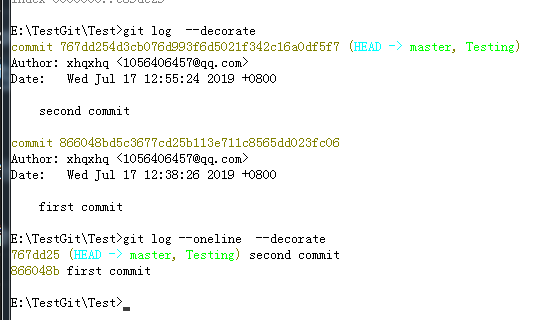 E:\TestGit\Test>git log  --decorate
commit 767dd254d3cb076d993f6d5021f342c16a0df5f7 (HEAD -> master, Testing)
Author: xhqxhq <1056406457@qq.com>
Date:   Wed Jul 17 12:55:24 2019 +0800
    second commit
commit 866048bd5c3677cd25b113e711c8565dd023fc06
Author: xhqxhq <1056406457@qq.com>
Date:   Wed Jul 17 12:38:26 2019 +0800
    first commit
E:\TestGit\Test>git log --oneline  --decorate
767dd25 (HEAD -> master, Testing) second commit
866048b first commit
E:\TestGit\Test>